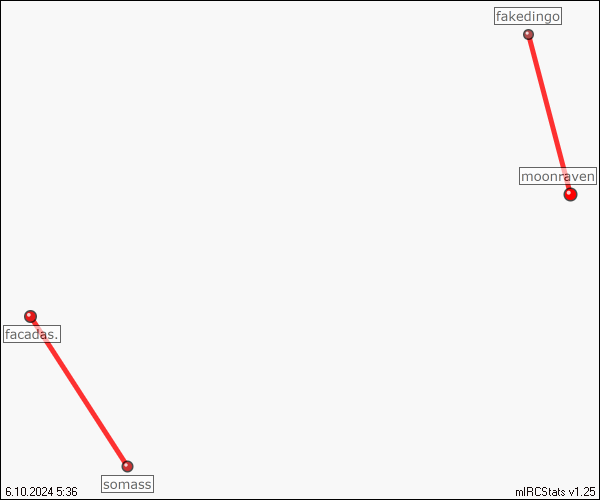 fakedingo
moonraven
facadas.
somass
6.10.2024 5:36
mIRCStats v1.25